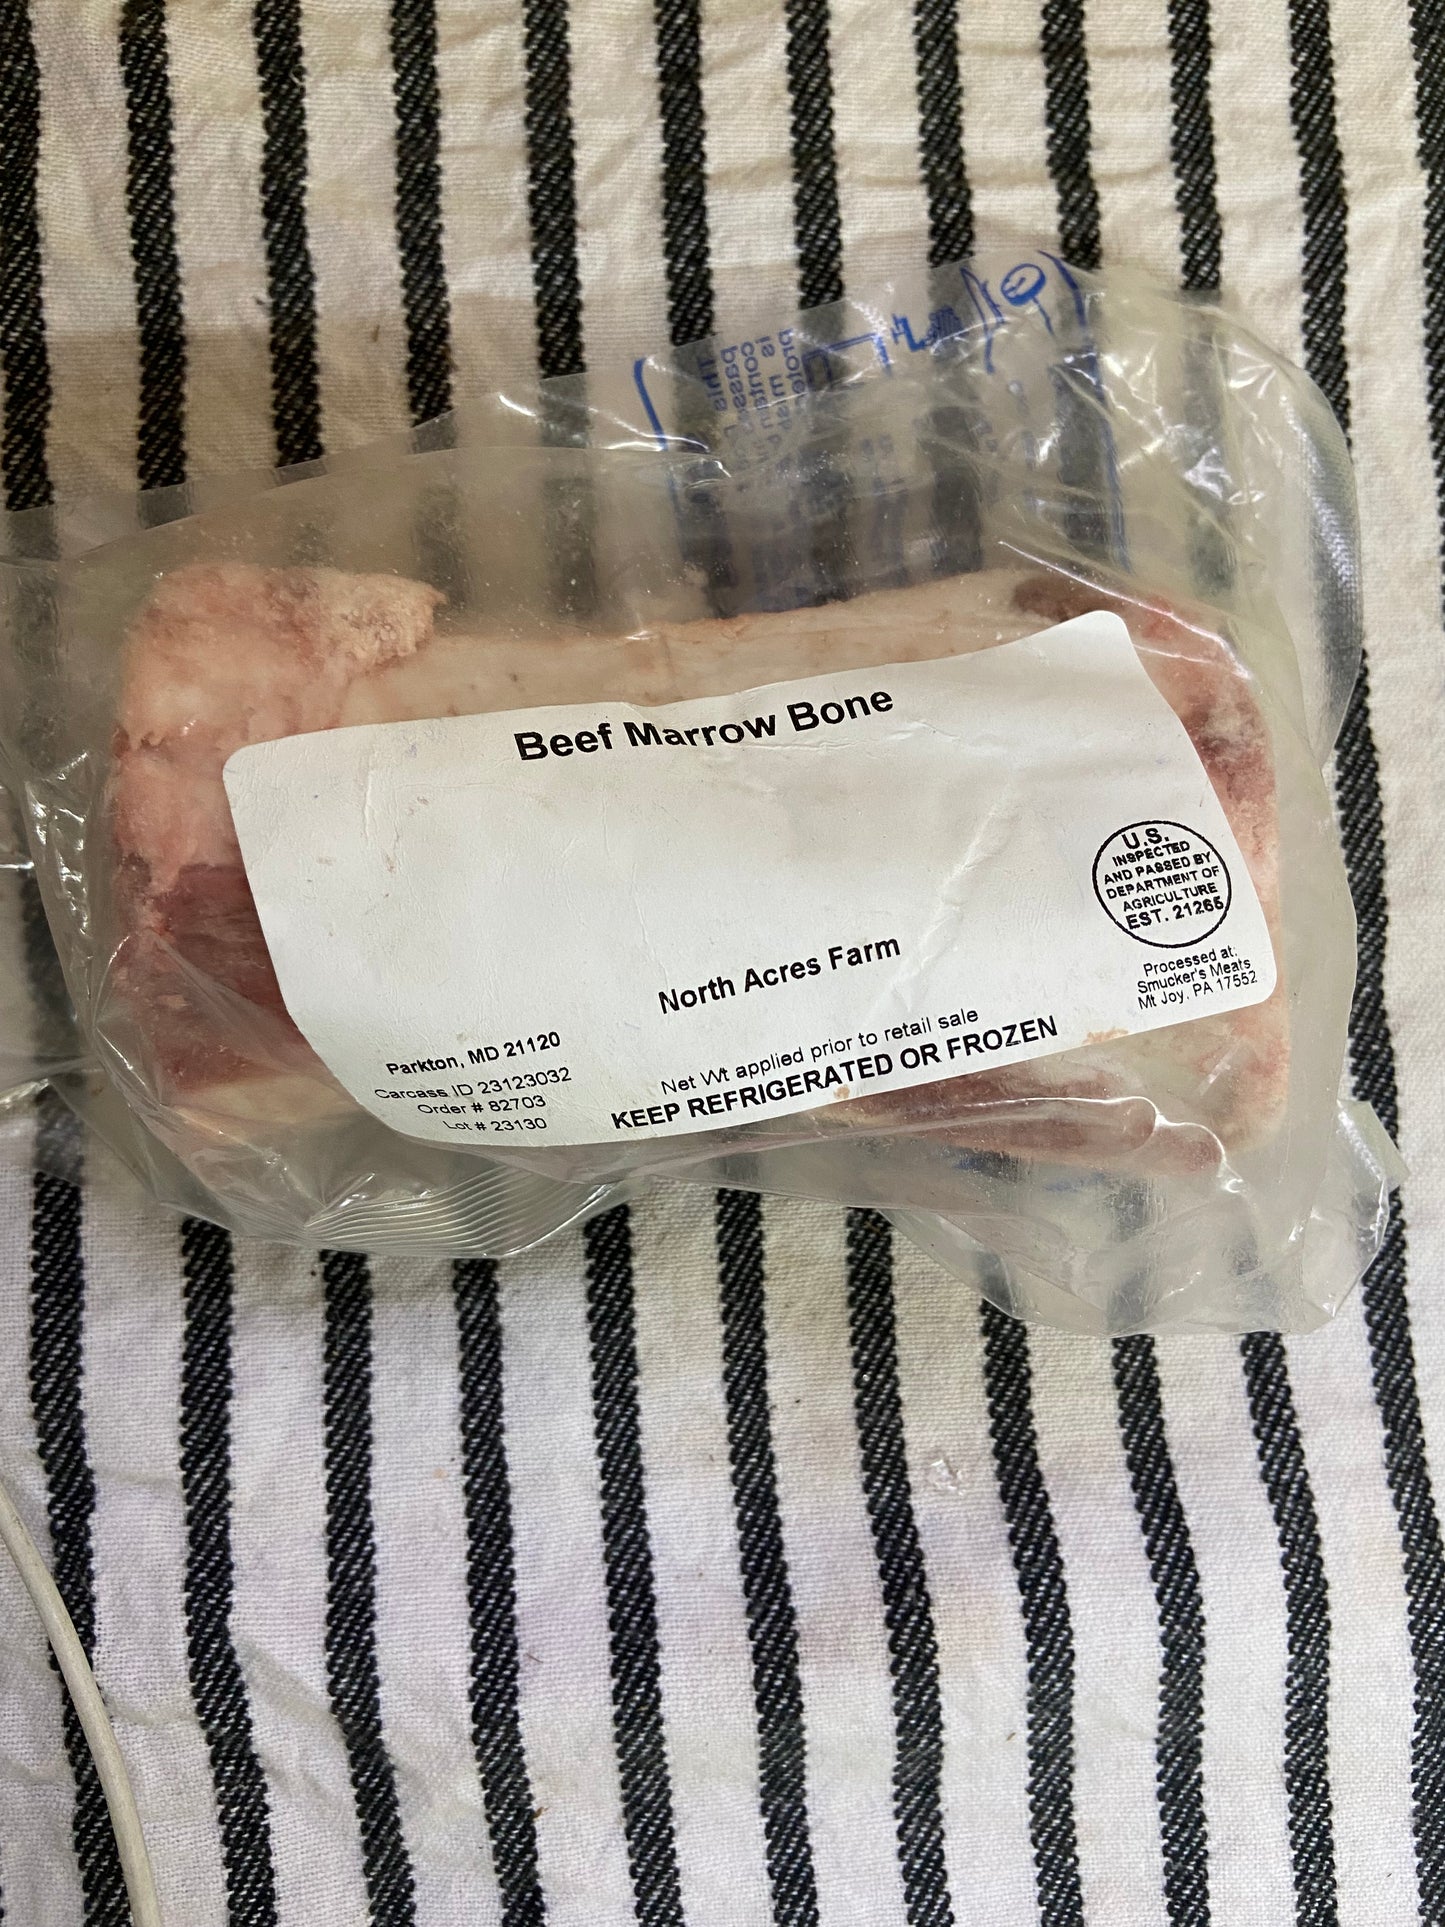 Beef Marrow Bone
U.S.
INSPECTED
AND PASSED BY
DEPARTMENT OF
AGRICULTURE
EST. 21265
North Acres Farm
Processed at:
Smucker's Meats
Mt Joy, PA 17552
Parkton, MD 21120
Carcass ID 23123032
Order # 82703
Lot # 23130
Net Wt applied prior to retail sale
KEEP REFRIGERATED OR FROZEN